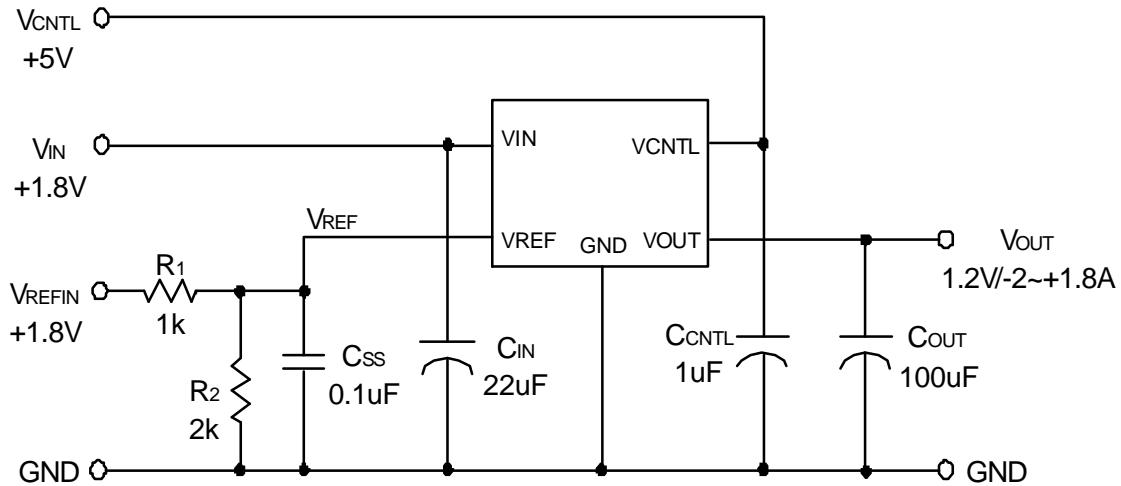 VCNTL
+5V
VIN
+1.8V
VIN
VCNTL
VREF
VREF
GND
VOUT
VOUT
1.2V/-2~+1.8A
R1
1k
VREFIN
+1.8V
R2
2k
CSS
0.1uF
CIN
22uF
CCNTL
1uF
COUT
100uF
GND
GND